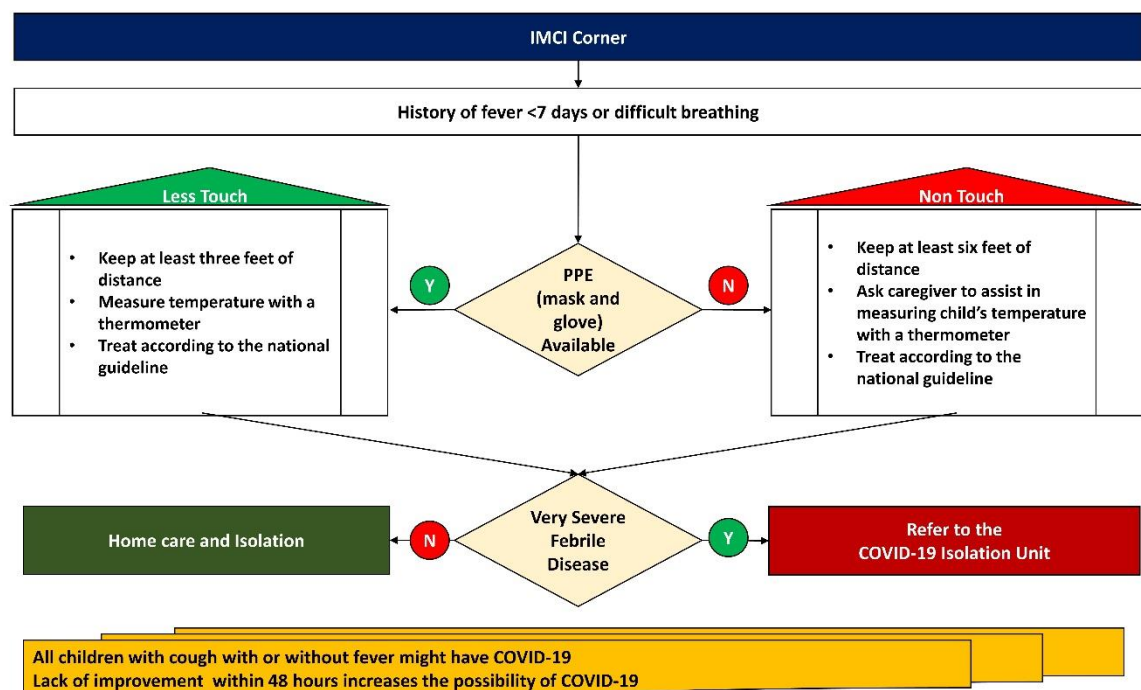 IMCI Corner
History of fever <7 days or difficult breathing
Less Touch
• Keep at least three feet of
distance
• Measure temperature with a
thermometer
• Treat according to the national
guideline
Y
PPE
(mask and
glove)
Available
N
Non Touch
• Keep at least six feet of
distance
• Ask caregiver to assist in
measuring child's temperature
with a thermometer
• Treat according to the
national guideline
Home care and Isolation
N
Very Severe
Febrile
Disease
Y
Refer to the
COVID-19 Isolation Unit
All children with cough with or without fever might have COVID-19
Lack of improvement within 48 hours increases the possibility of COVID-19